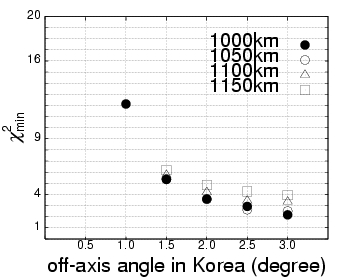 20
16
9
4
1
χ²min
1000km
1050km
1100km
1150km
0.5 1.0 1.5 2.0 2.5 3.0
off-axis angle in Korea (degree)